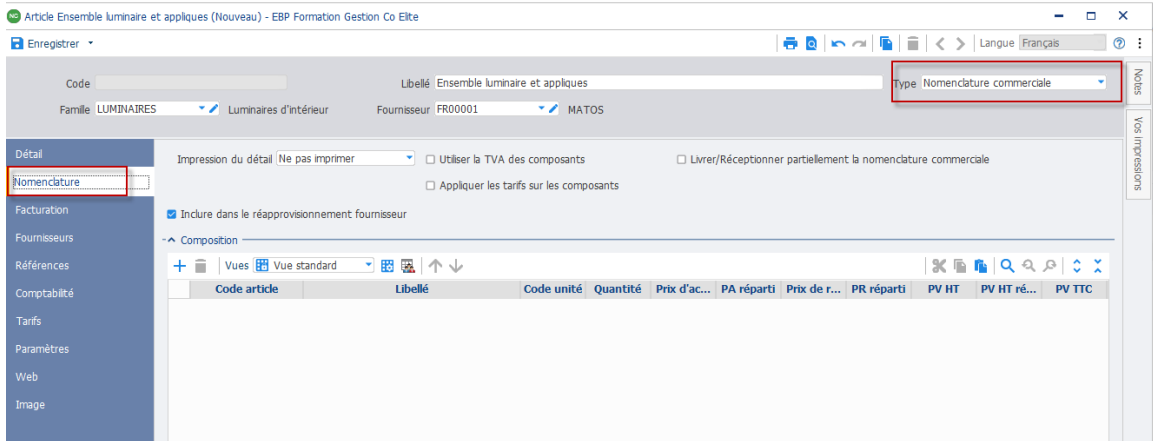 NG Article Ensemble luminaire et appliques (Nouveau) - EBP Formation Gestion Co Elite
Enregistrer Langue Français
Code Libellé Ensemble luminaire et appliques Type Nomenclature commerciale
Famille LUMINAIRES Luminaires d'intérieur Fournisseur FR00001 MATOS
Notes
Vos impressions
Détail
Nomenclature
Facturation
Fournisseurs
Références
Comptabilité
Tarifs
Paramètres
Web
Image
Impression du détail Ne pas imprimer Utiliser la TVA des composants Livrer/Réceptionner partiellement la nomenclature commerciale
Appliquer les tarifs sur les composants
Inclure dans le réapprovisionnement fournisseur
Composition
Vues Vue standard
Code article Libellé Code unité Quantité Prix d'ac... PA réparti Prix de r... PR réparti PV HT PV HT ré... PV TTC